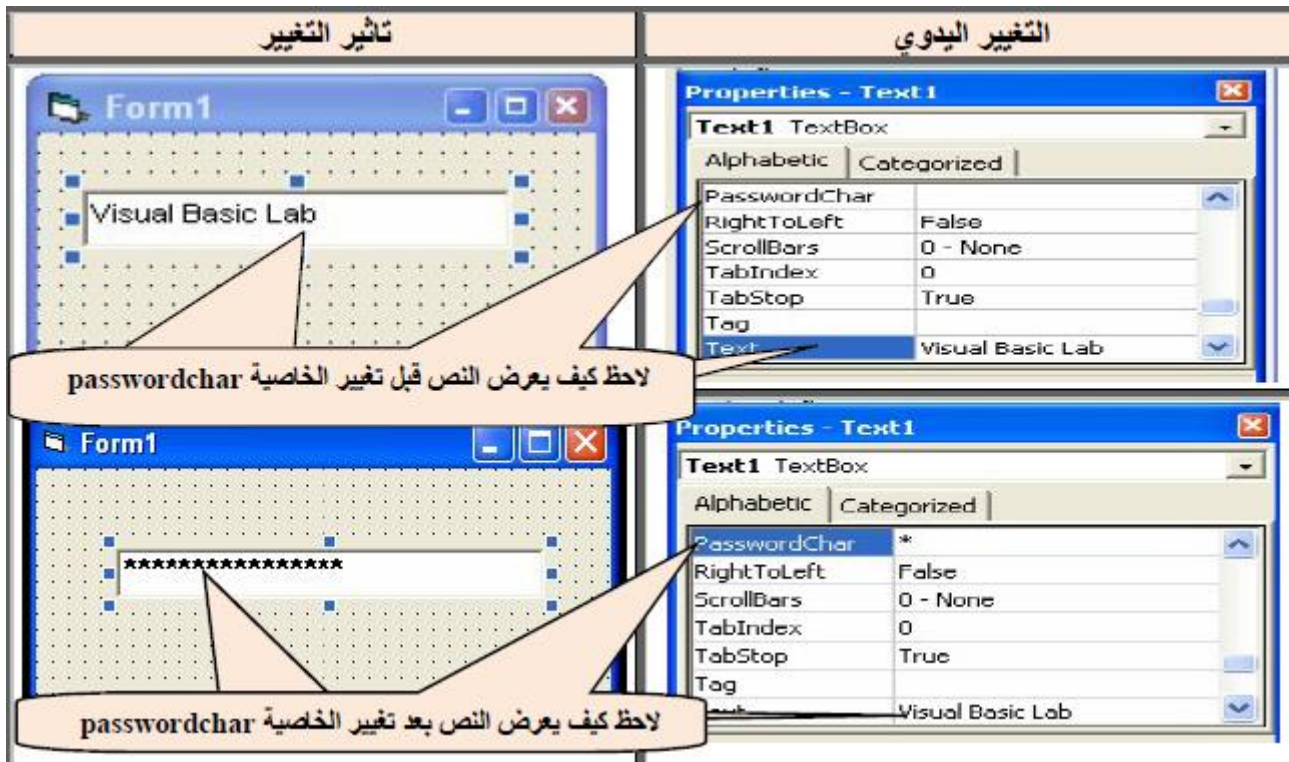 التغيير اليدوي
تاثير التغيير
Properties - Text1
Text1 TextBox
Alphabetic Categorized
PasswordChar
RightToLeft False
ScrollBars 0 - None
TabIndex 0
TabStop True
Tag
Text Visual Basic Lab
Form1
Visual Basic Lab
لاحظ كيف يعرض النص قبل تغيير الخاصية passwordchar
Properties - Text1
Text1 TextBox
Alphabetic Categorized
PasswordChar *
RightToLeft False
ScrollBars 0 - None
TabIndex 0
TabStop True
Tag
Visual Basic Lab
Form1
****************
لاحظ كيف يعرض النص بعد تغيير الخاصية passwordchar